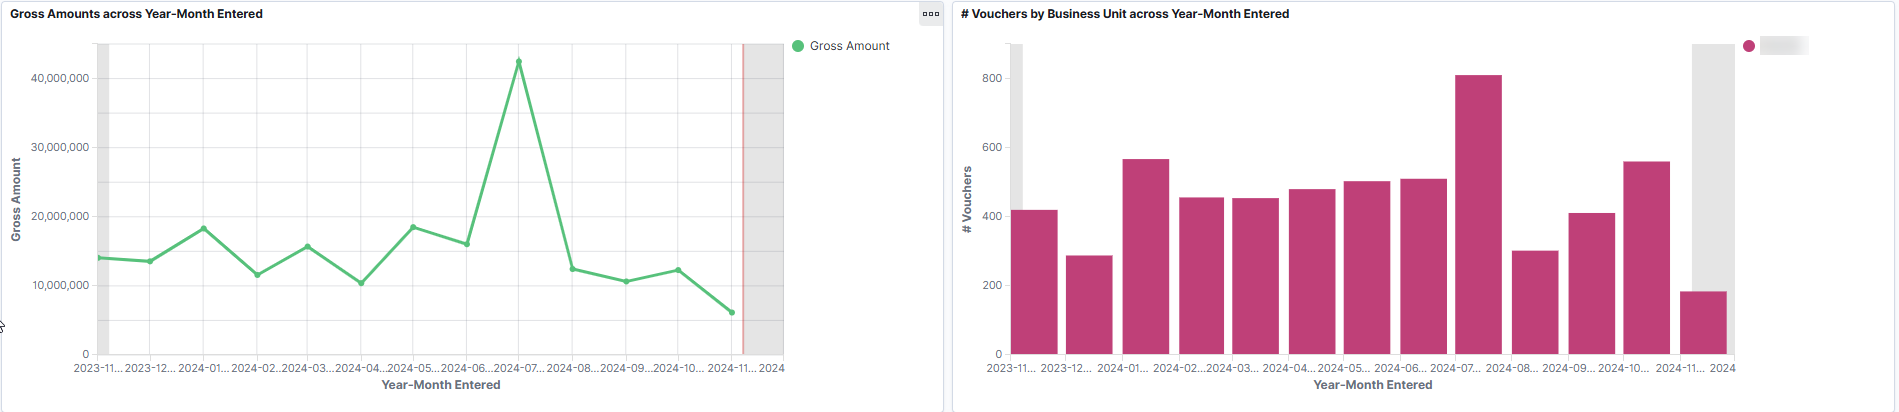 Gross Amounts across Year-Month Entered
Gross Amount
40,000,000
30,000,000
20,000,000
10,000,000
0
Gross Amount
2023-11... 2023-12... 2024-01... 2024-02... 2024-03... 2024-04... 2024-05... 2024-06... 2024-07... 2024-08... 2024-09... 2024-10... 2024-11... 2024
Year-Month Entered
# Vouchers by Business Unit across Year-Month Entered
800
600
400
200
0
# Vouchers
2023-11... 2023-12... 2024-01... 2024-02... 2024-03... 2024-04... 2024-05... 2024-06... 2024-07... 2024-08... 2024-09... 2024-10... 2024-11... 2024
Year-Month Entered